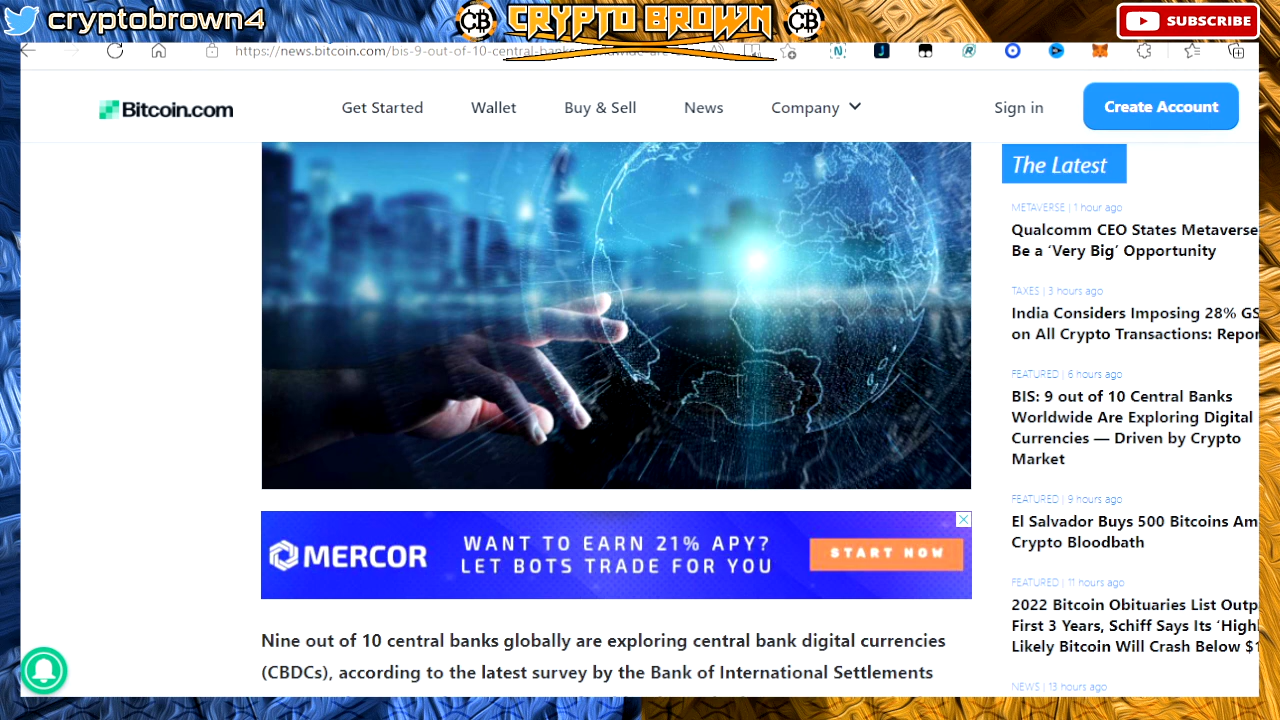 cryptobrown4
CB
CRYPTO BROWN
CB
SUBSCRIBE
https://news.bitcoin.com/bis-9-out-of-10-central-banks
Bitcoin.com
Get Started
Wallet
Buy & Sell
News
Company
Sign in
Create Account
The Latest
METAVERSE | 1 hour ago
Qualcomm CEO States Metaverse
Be a ‘Very Big’ Opportunity
TAXES | 3 hours ago
India Considers Imposing 28%
on All Crypto Transactions:
FEATURED | 6 hours ago
BIS: 9 out of 10 Central Banks
Worldwide Are Exploring Digital
Currencies — Driven by Crypto
Market
FEATURED | 9 hours ago
El Salvador Buys 500 Bitcoins
Crypto Bloodbath
FEATURED | 11 hours ago
2022 Bitcoin Obituaries List
First 3 Years, Schiff Says Its
Likely Bitcoin Will Crash Below
NEWS | 13 hours ago
MERCOR
WANT TO EARN 21% APY?
LET BOTS TRADE FOR YOU
START NOW
Nine out of 10 central banks globally are exploring central bank digital currencies
(CBDCs), according to the latest survey by the Bank of International Settlements